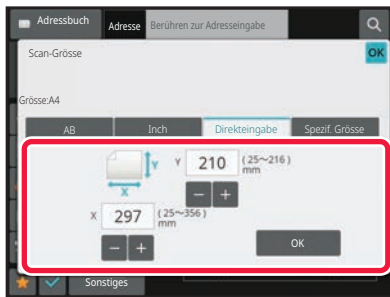 Adressbuch Adresse Berühren zur Adresseingabe
Scan-Grösse OK
Grösse:A4
AB Inch Direkteingabe Spezif. Grösse
Y Y 210 (25~216) mm
X
− +
X 297 (25~356) mm
− + OK
Sonstiges